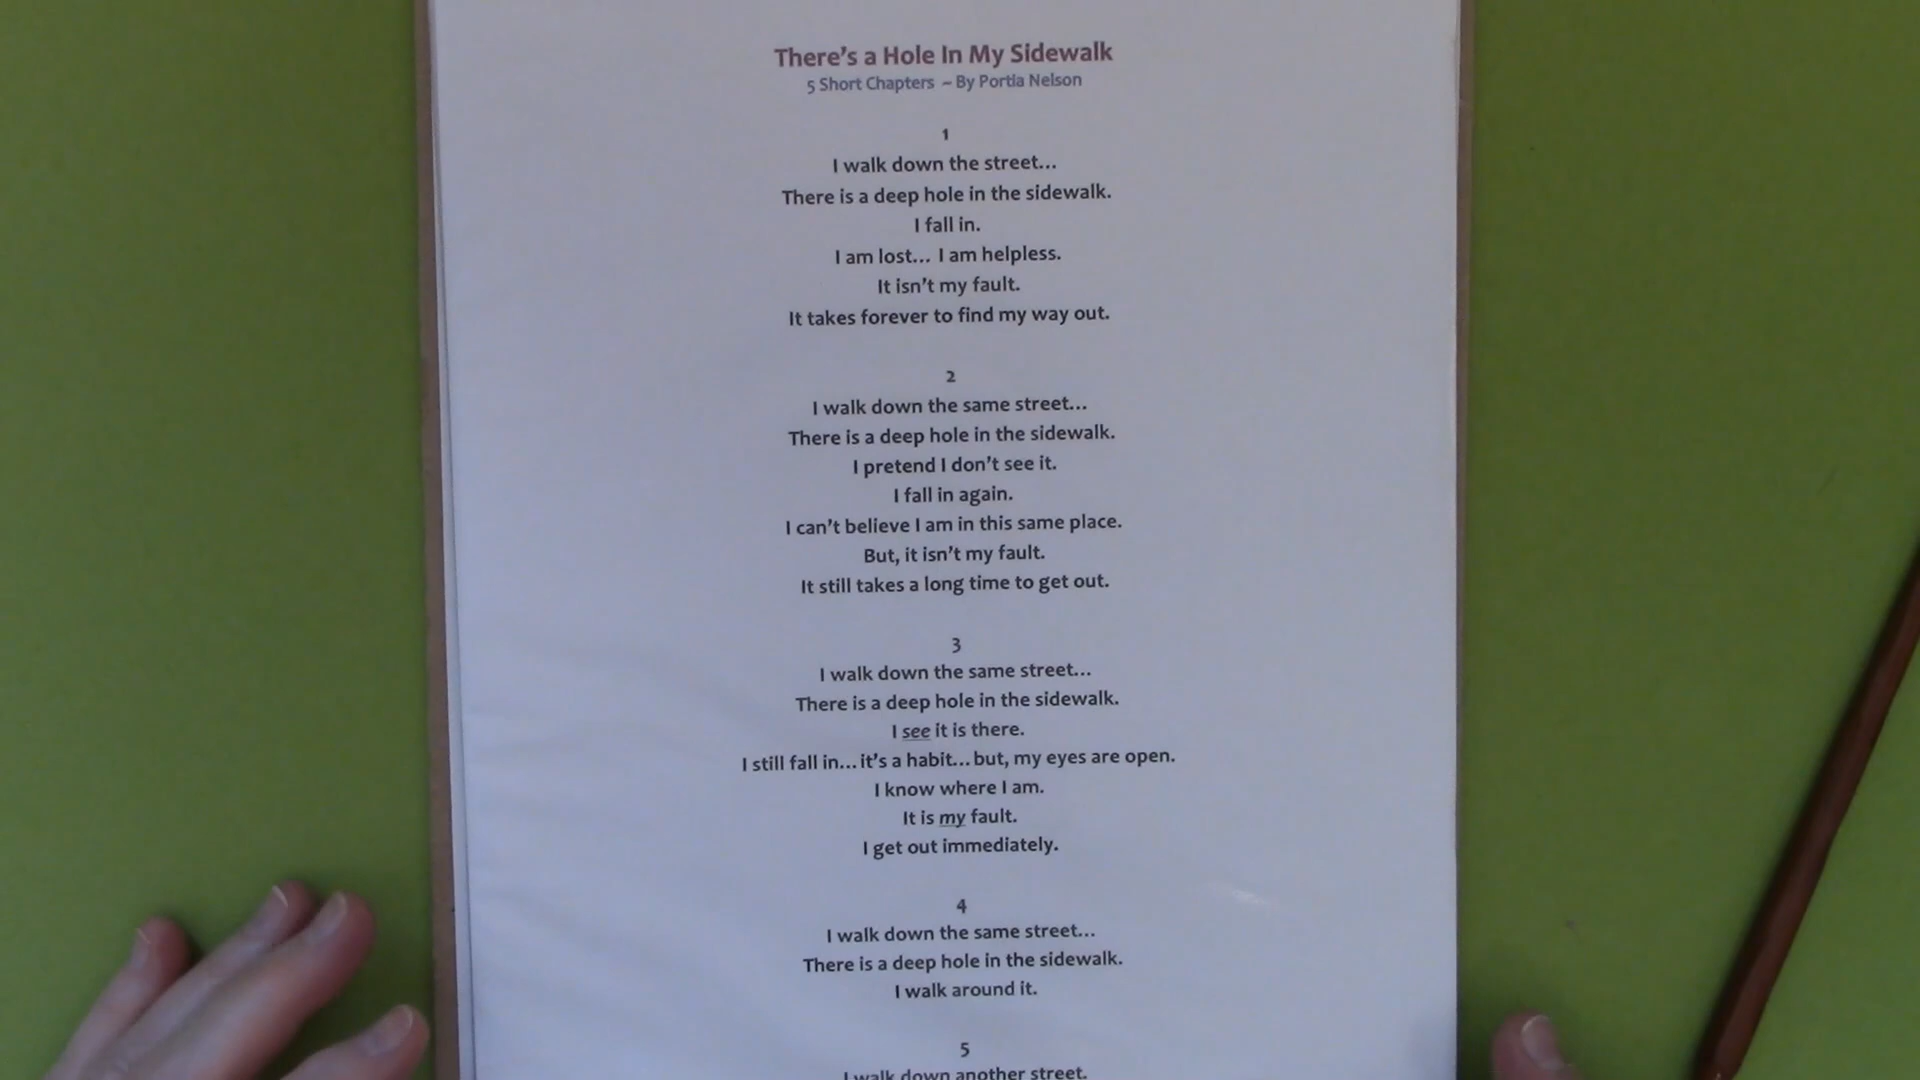 There's a Hole In My Sidewalk
5 Short Chapters ~ By Portia Nelson
1
I walk down the street...
There is a deep hole in the sidewalk.
I fall in.
I am lost... I am helpless.
It isn't my fault.
It takes forever to find my way out.
2
I walk down the same street...
There is a deep hole in the sidewalk.
I pretend I don't see it.
I fall in again.
I can't believe I am in this same place.
But, it isn't my fault.
It still takes a long time to get out.
3
I walk down the same street...
There is a deep hole in the sidewalk.
I see it is there.
I still fall in... it's a habit... but, my eyes are open.
I know where I am.
It is my fault.
I get out immediately.
4
I walk down the same street...
There is a deep hole in the sidewalk.
I walk around it.
5
I walk down another street.